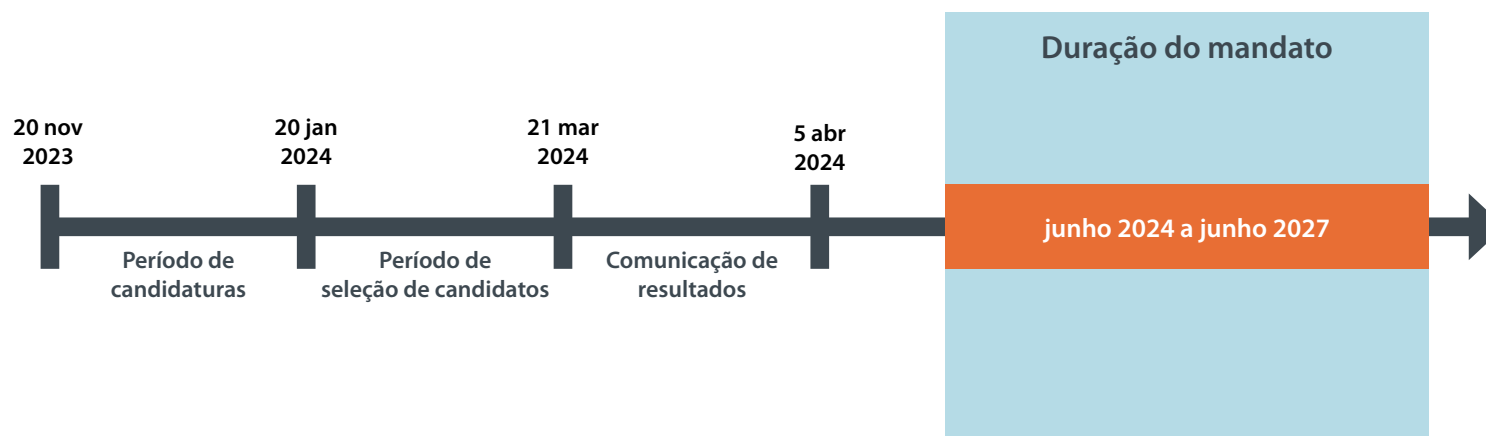 Duração do mandato
20 nov
2023
20 jan
2024
21 mar
2024
5 abr
2024
junho 2024 a junho 2027
Período de
candidaturas
Período de
seleção de candidatos
Comunicação de
resultados